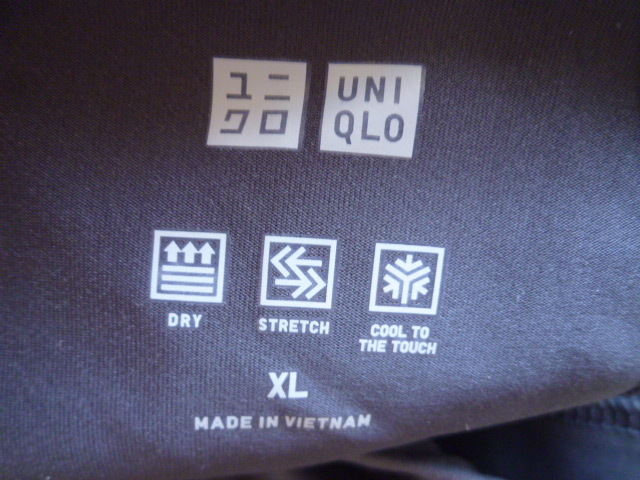 ユニ
クロ
UNI
QLO
DRY
STRETCH
COOL TO
THE TOUCH
XL
MADE IN VIETNAM